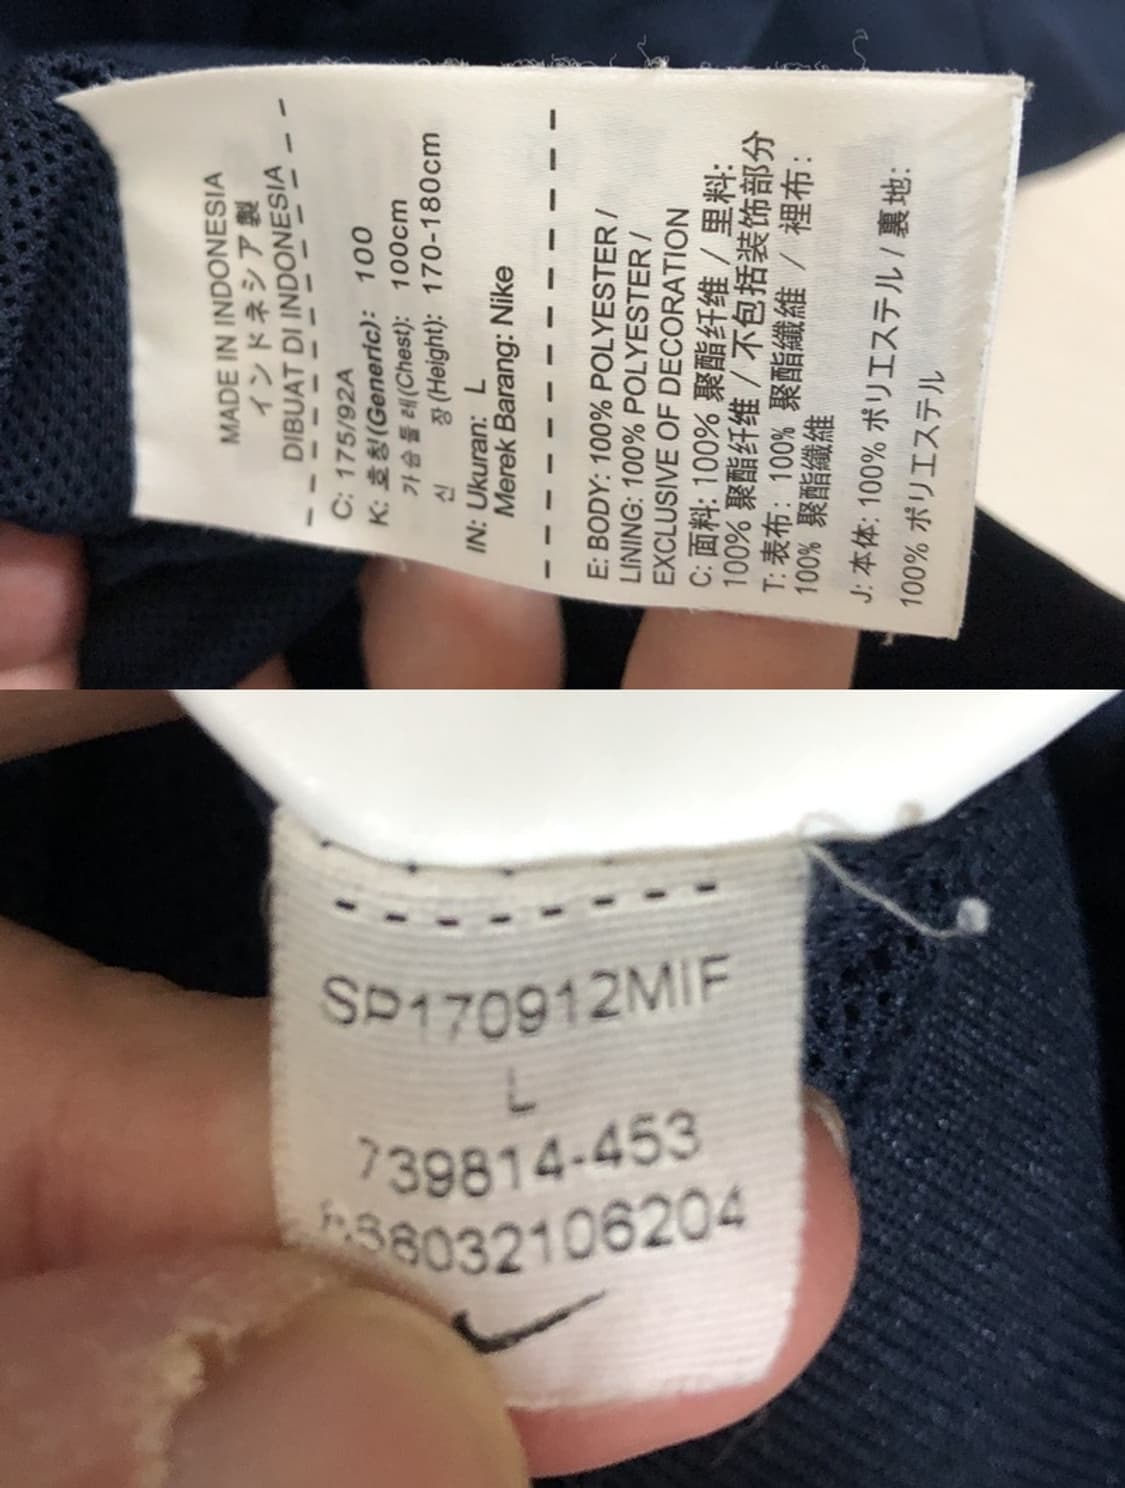 MADE IN INDONESIA
インドネシア製
DIBUAT DI INDONESIA
C: 175/92A
K: 호칭(Generic): 100
가슴둘레(Chest): 100cm
신 장(Height): 170-180cm
IN: Ukuran: L
Merek Barang: Nike
E: BODY: 100% POLYESTER /
LINING: 100% POLYESTER /
EXCLUSIVE OF DECORATION
C: 面料: 100% 聚酯纤维 / 里料:
100% 聚酯纤维 / 不包括装饰部分
T: 表布: 100% 聚酯纖維 / 裡布:
100% 聚酯纖維
J: 本体: 100% ポリエステル / 裏地:
100% ポリエステル
SP170912MIF
L
739814-453